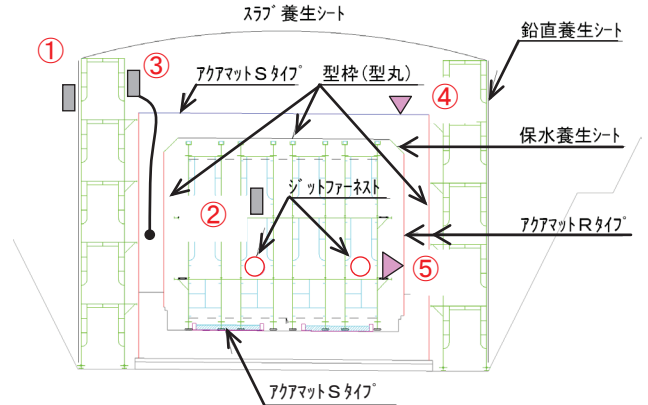 スラブ養生シート
鉛直養生シート
①
③
アクアマットSタイプ
型枠(型丸)
④
保水養生シート
ジットファーネスト
②
アクアマットRタイプ
⑤
アクアマットSタイプ